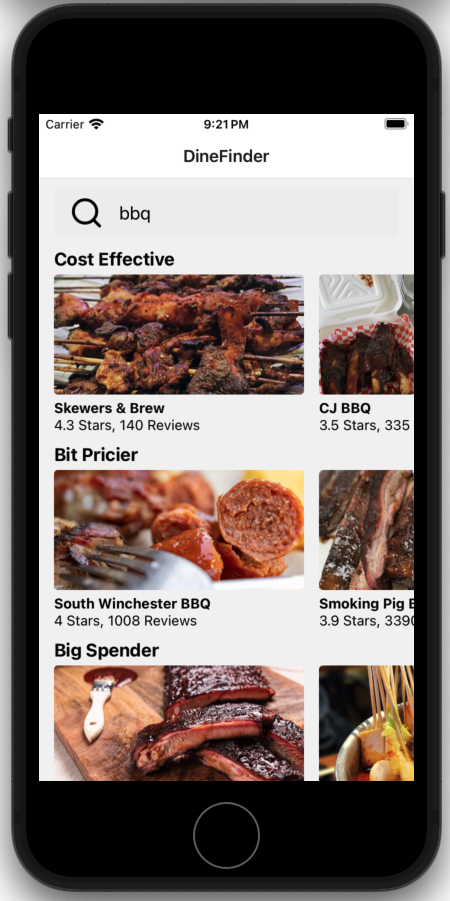 Carrier 9:21 PM
DineFinder
bbq
Cost Effective
Skewers & Brew
4.3 Stars, 140 Reviews
CJ BBQ
3.5 Stars, 335
Bit Pricier
South Winchester BBQ
4 Stars, 1008 Reviews
Smoking Pig
3.9 Stars, 3390
Big Spender